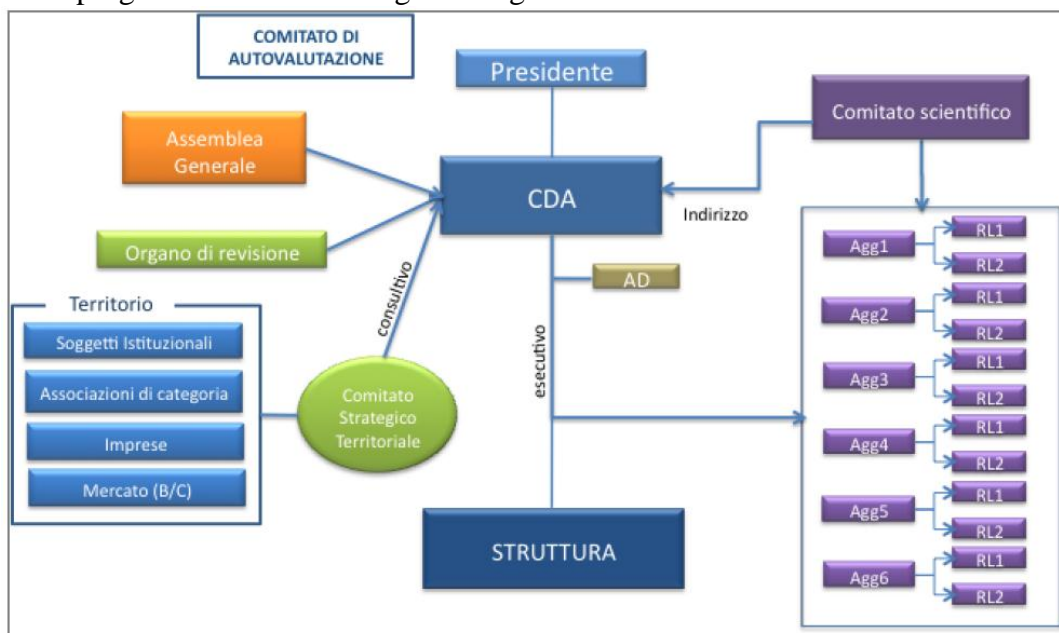 COMITATO DI
AUTOVALUTAZIONE
Presidente
Comitato scientifico
Assemblea
Generale
CDA
Indirizzo
Organo di revisione
consultivo
AD
esecutivo
Territorio
Soggetti Istituzionali
Associazioni di categoria
Imprese
Mercato (B/C)
Comitato
Strategico
Territoriale
STRUTTURA
Agg1
RL1
RL2
Agg2
RL1
RL2
Agg3
RL1
RL2
Agg4
RL1
RL2
Agg5
RL1
RL2
Agg6
RL1
RL2